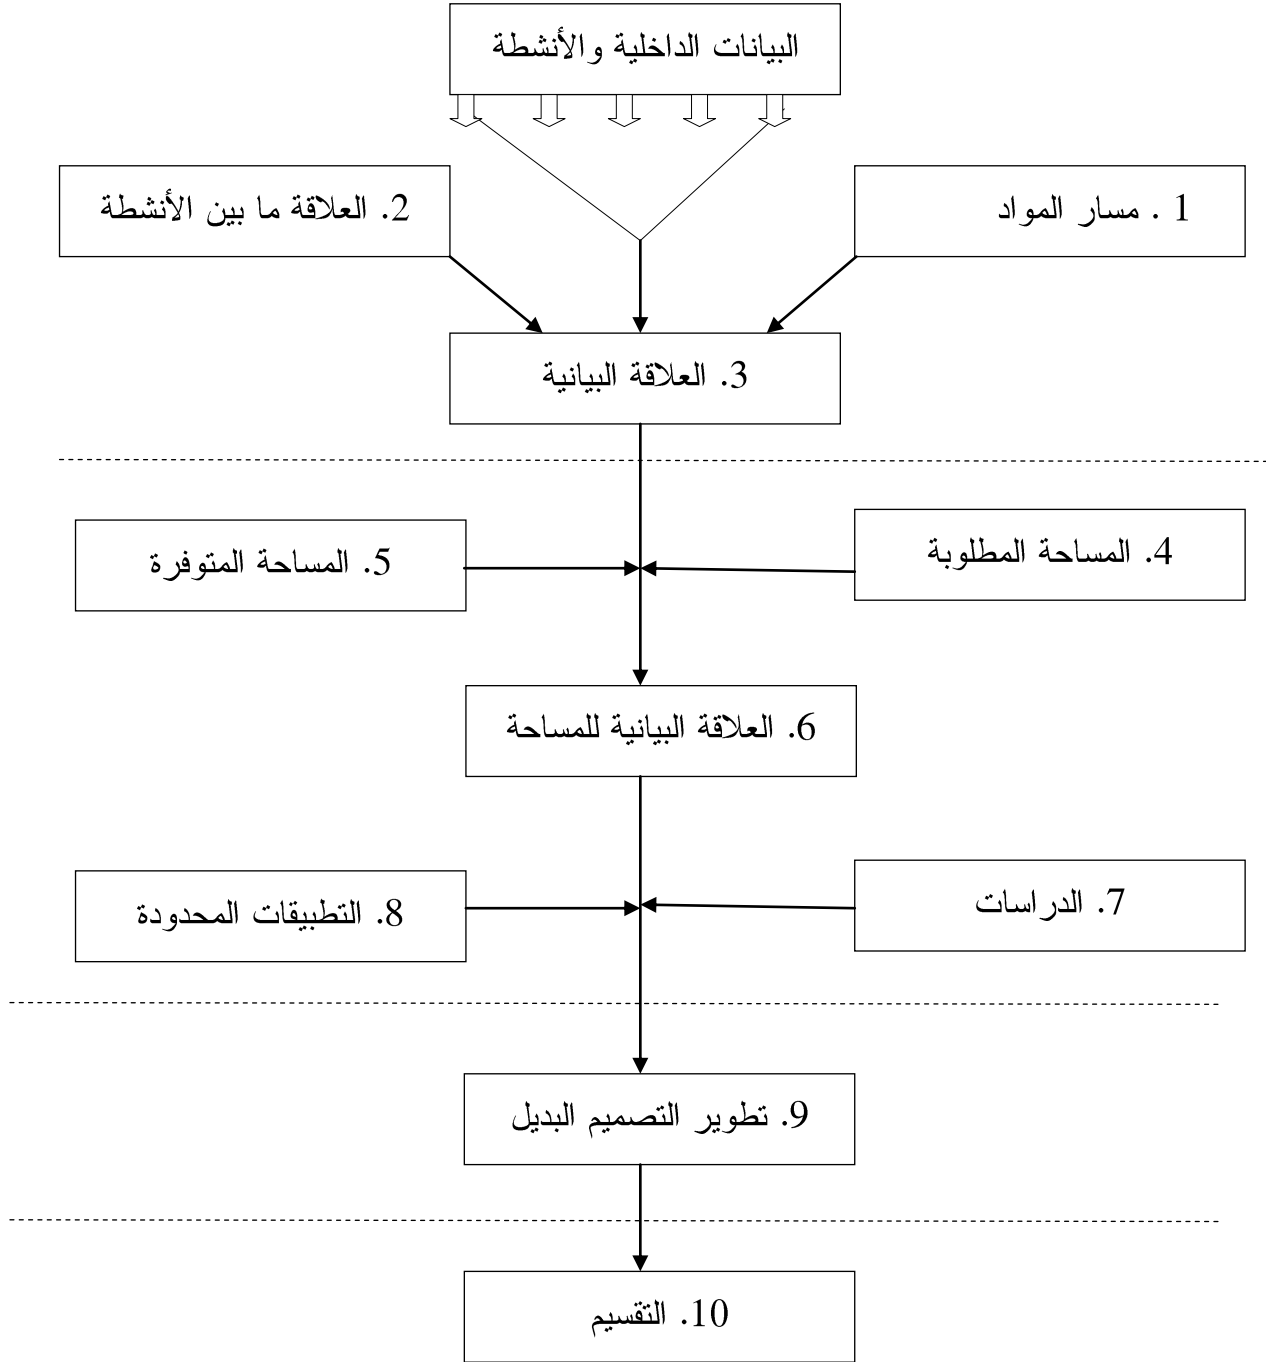 البيانات الداخلية والأنشطة
1 . مسار المواد
2. العلاقة ما بين الأنشطة
3. العلاقة البيانية
4. المساحة المطلوبة
5. المساحة المتوفرة
6. العلاقة البيانية للمساحة
7. الدراسات
8. التطبيقات المحدودة
9. تطوير التصميم البديل
10. التقسيم